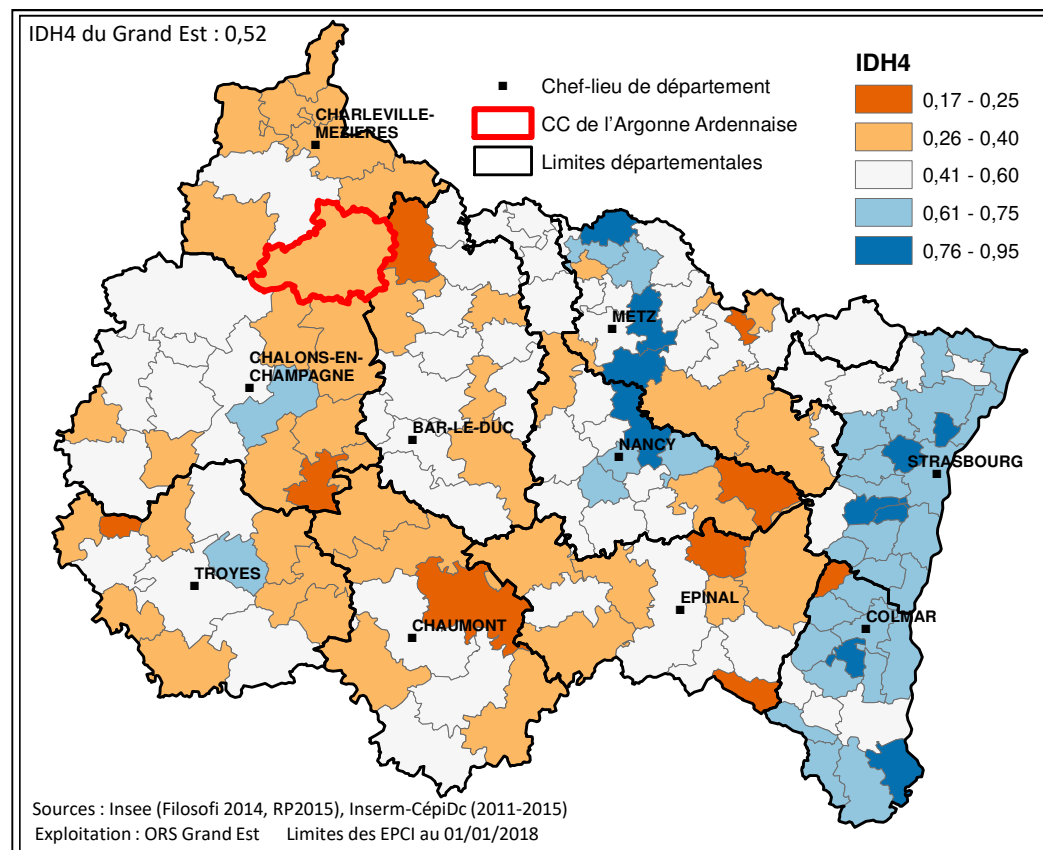 IDH4 du Grand Est : 0,52
IDH4
0,17 - 0,25
0,26 - 0,40
0,41 - 0,60
0,61 - 0,75
0,76 - 0,95
Chef-lieu de département
CC de l'Argonne Ardennaise
Limites départementales
CHARLEVILLE-
MEZIERES
METZ
CHALONS-EN-
CHAMPAGNE
BAR-LE-DUC
NANCY
STRASBOURG
TROYES
EPINAL
CHAUMONT
COLMAR
Sources : Insee (Filosofi 2014, RP2015), Inserm-CépiDc (2011-2015)
Exploitation : ORS Grand Est Limites des EPCI au 01/01/2018